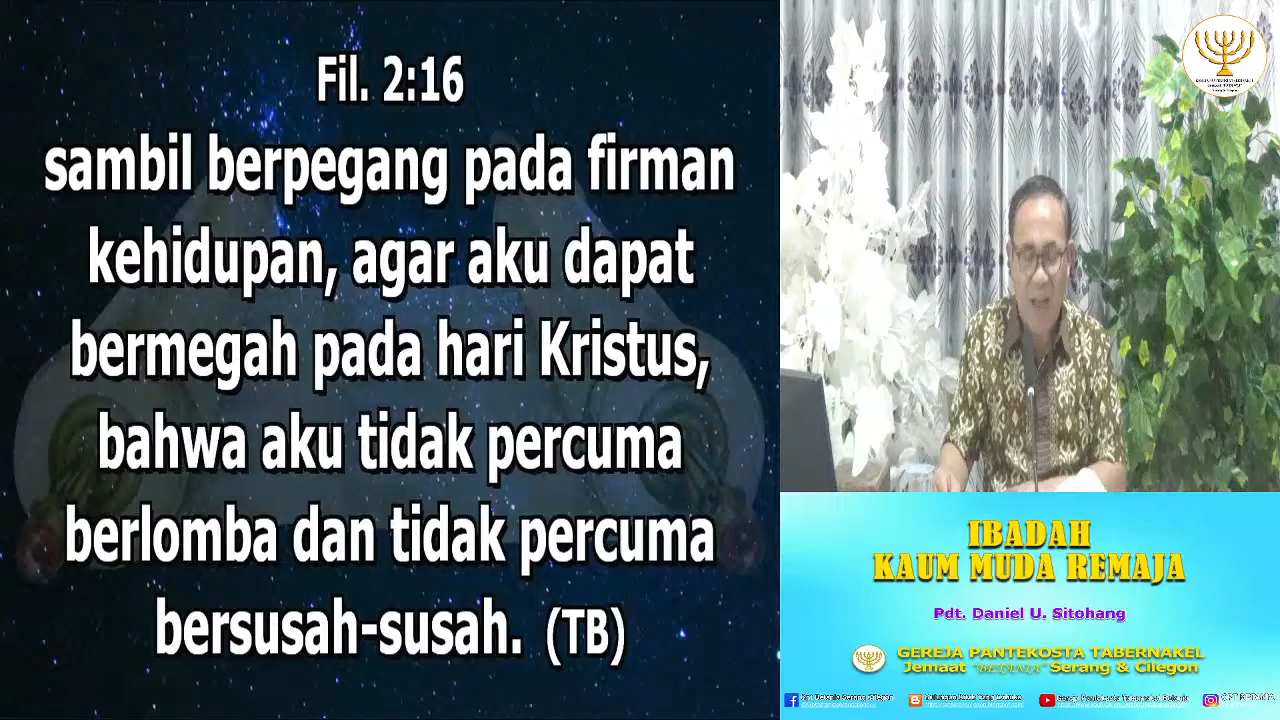 Fil. 2:16
sambil berpegang pada firman
kehidupan, agar aku dapat
bermegah pada hari Kristus,
bahwa aku tidak percuma
berlomba dan tidak percuma
bersusah-susah. (TB)
IBADAH
KAUM MUDA REMAJA
Pdt. Daniel U. Sitohang
GEREJA PANTEKOSTA TABERNAKEL
Jemaat "BETANIA" Serang & Cilegon